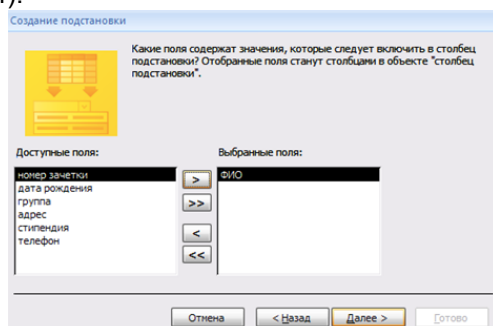 Создание подстановки
Какие поля содержат значения, которые следует включить в столбец
подстановки? Отобранные поля станут столбцами в объекте "столбец
подстановки".
Доступные поля:
Выбранные поля:
номер зачетки
дата рождения
группа
адрес
стипендия
телефон
>
>>
<
<<
ФИО
Отмена
< Назад
Далее >
Готово